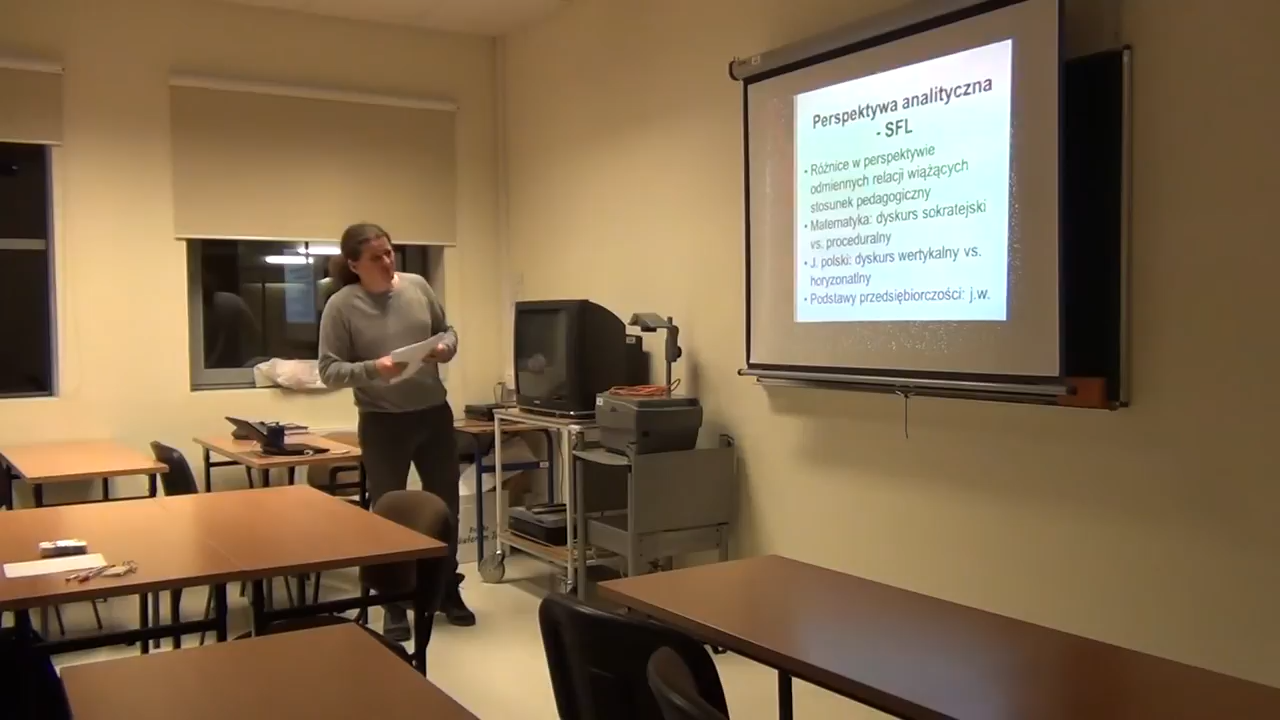 Perspektywa analityczna
- SFL
• Różnice w perspektywie
odmiennych relacji wiążących
stosunek pedagogiczny
• Matematyka: dyskurs sokratejski
vs. proceduralny
• J. polski: dyskurs wertykalny vs.
horyzonatlny
• Podstawy przedsiębiorczości: j.w.